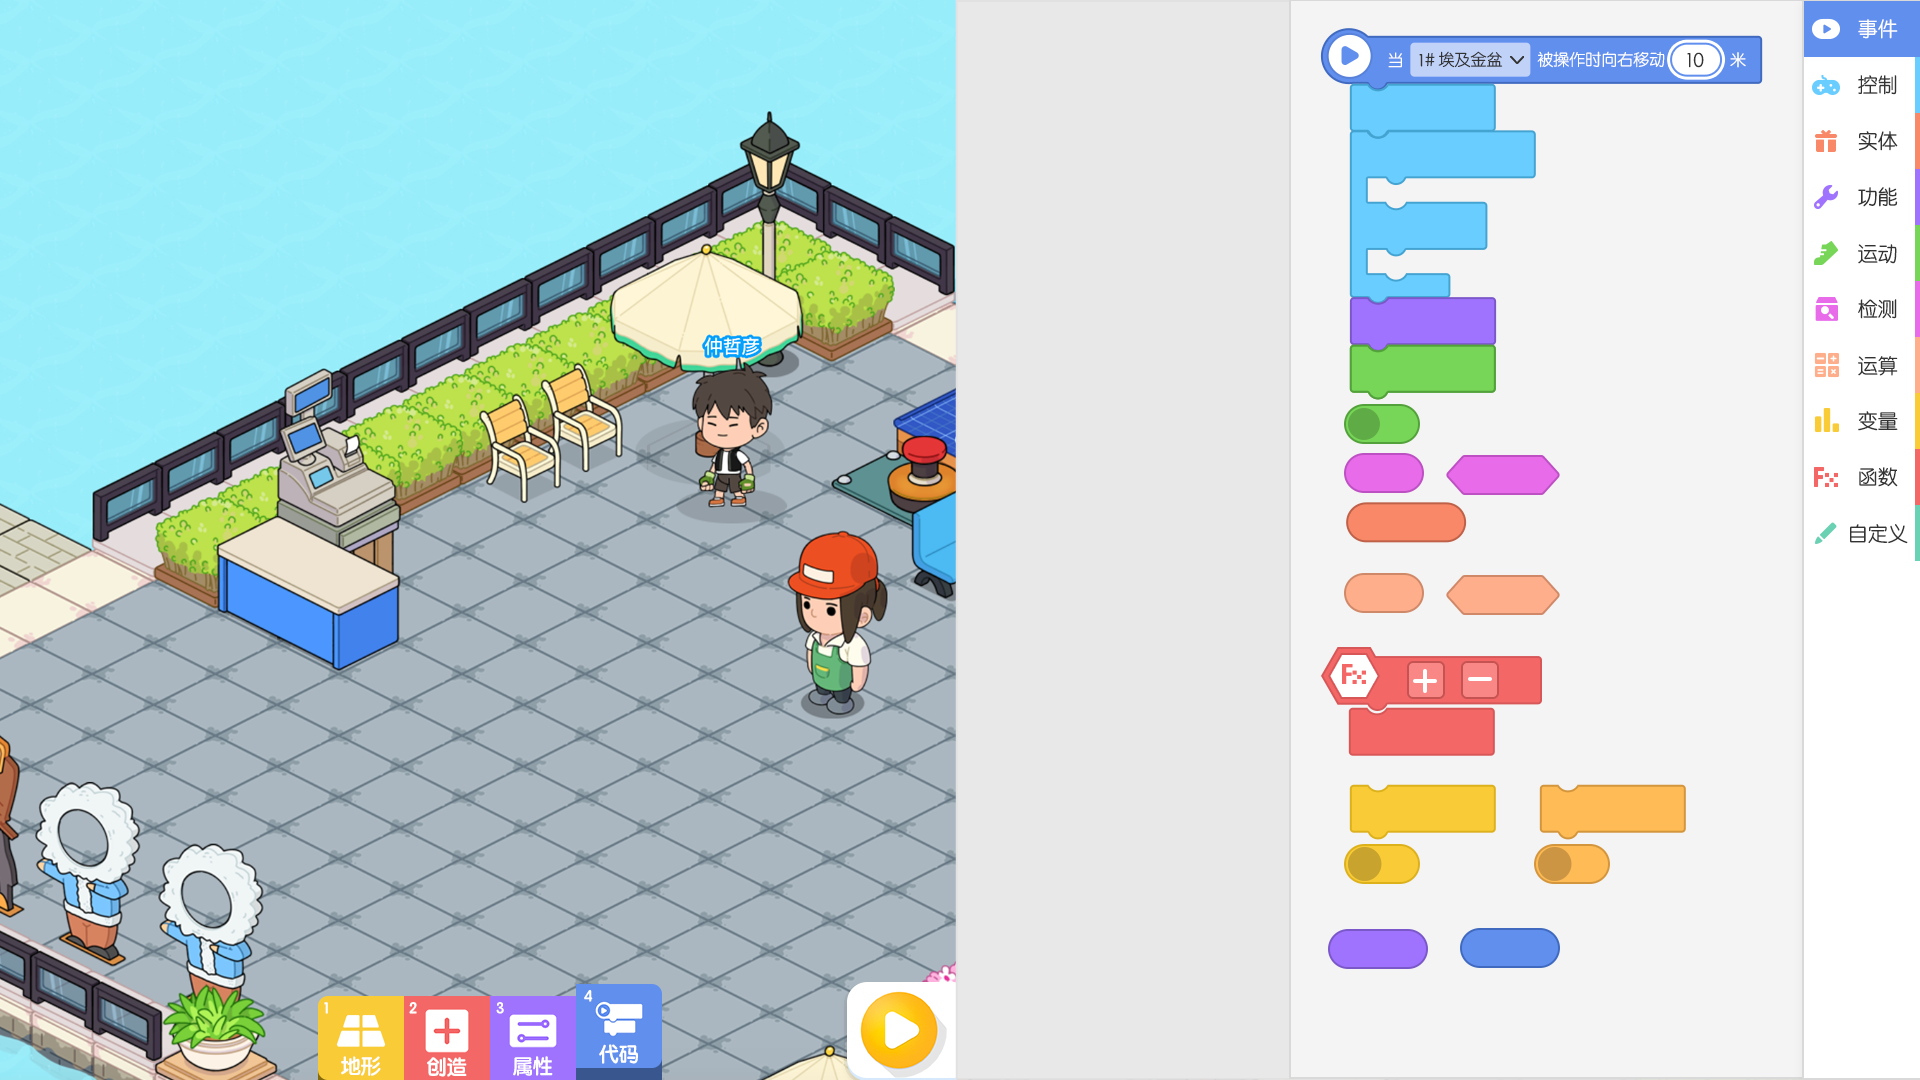 当 1# 埃及金盆 被操作时向右移动 10 米
事件
控制
实体
功能
运动
检测
运算
变量
函数
自定义
仲哲彦
Fx
Fx
1 地形
2 创造
3 属性
4 代码